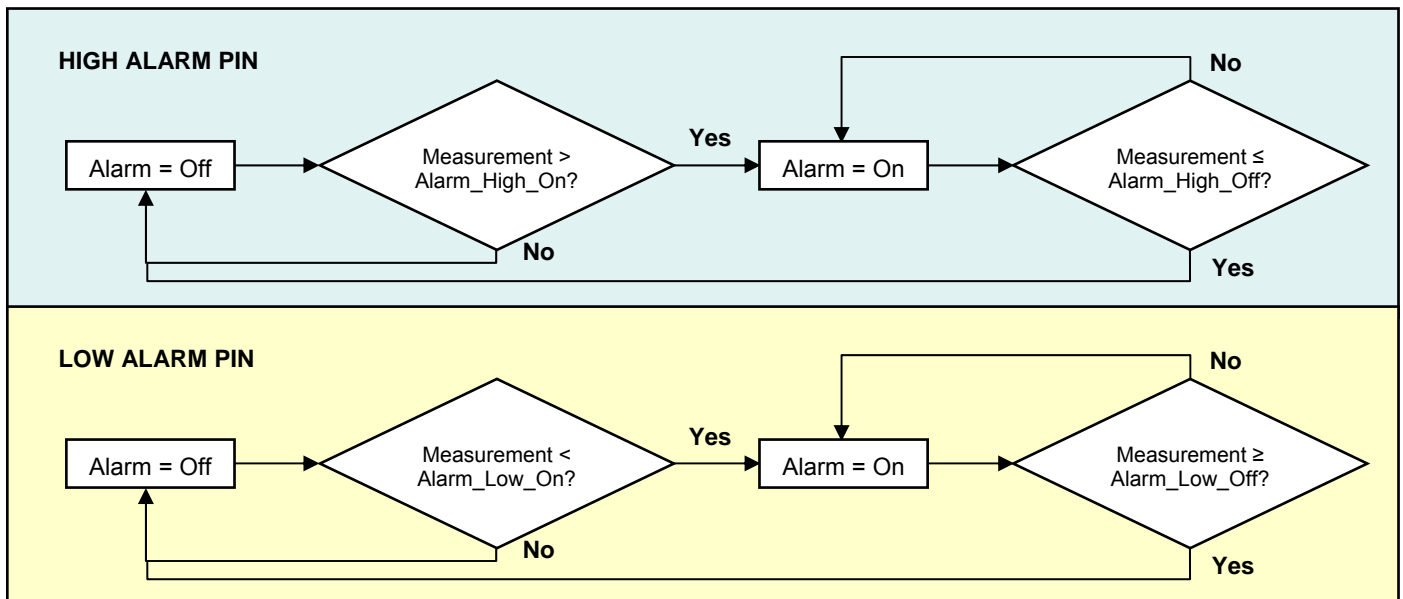 HIGH ALARM PIN
No
Yes
Alarm = Off
Measurement >
Alarm_High_On?
Alarm = On
Measurement ≤
Alarm_High_Off?
No
Yes
LOW ALARM PIN
No
Yes
Alarm = Off
Measurement <
Alarm_Low_On?
Alarm = On
Measurement ≥
Alarm_Low_Off?
No
Yes